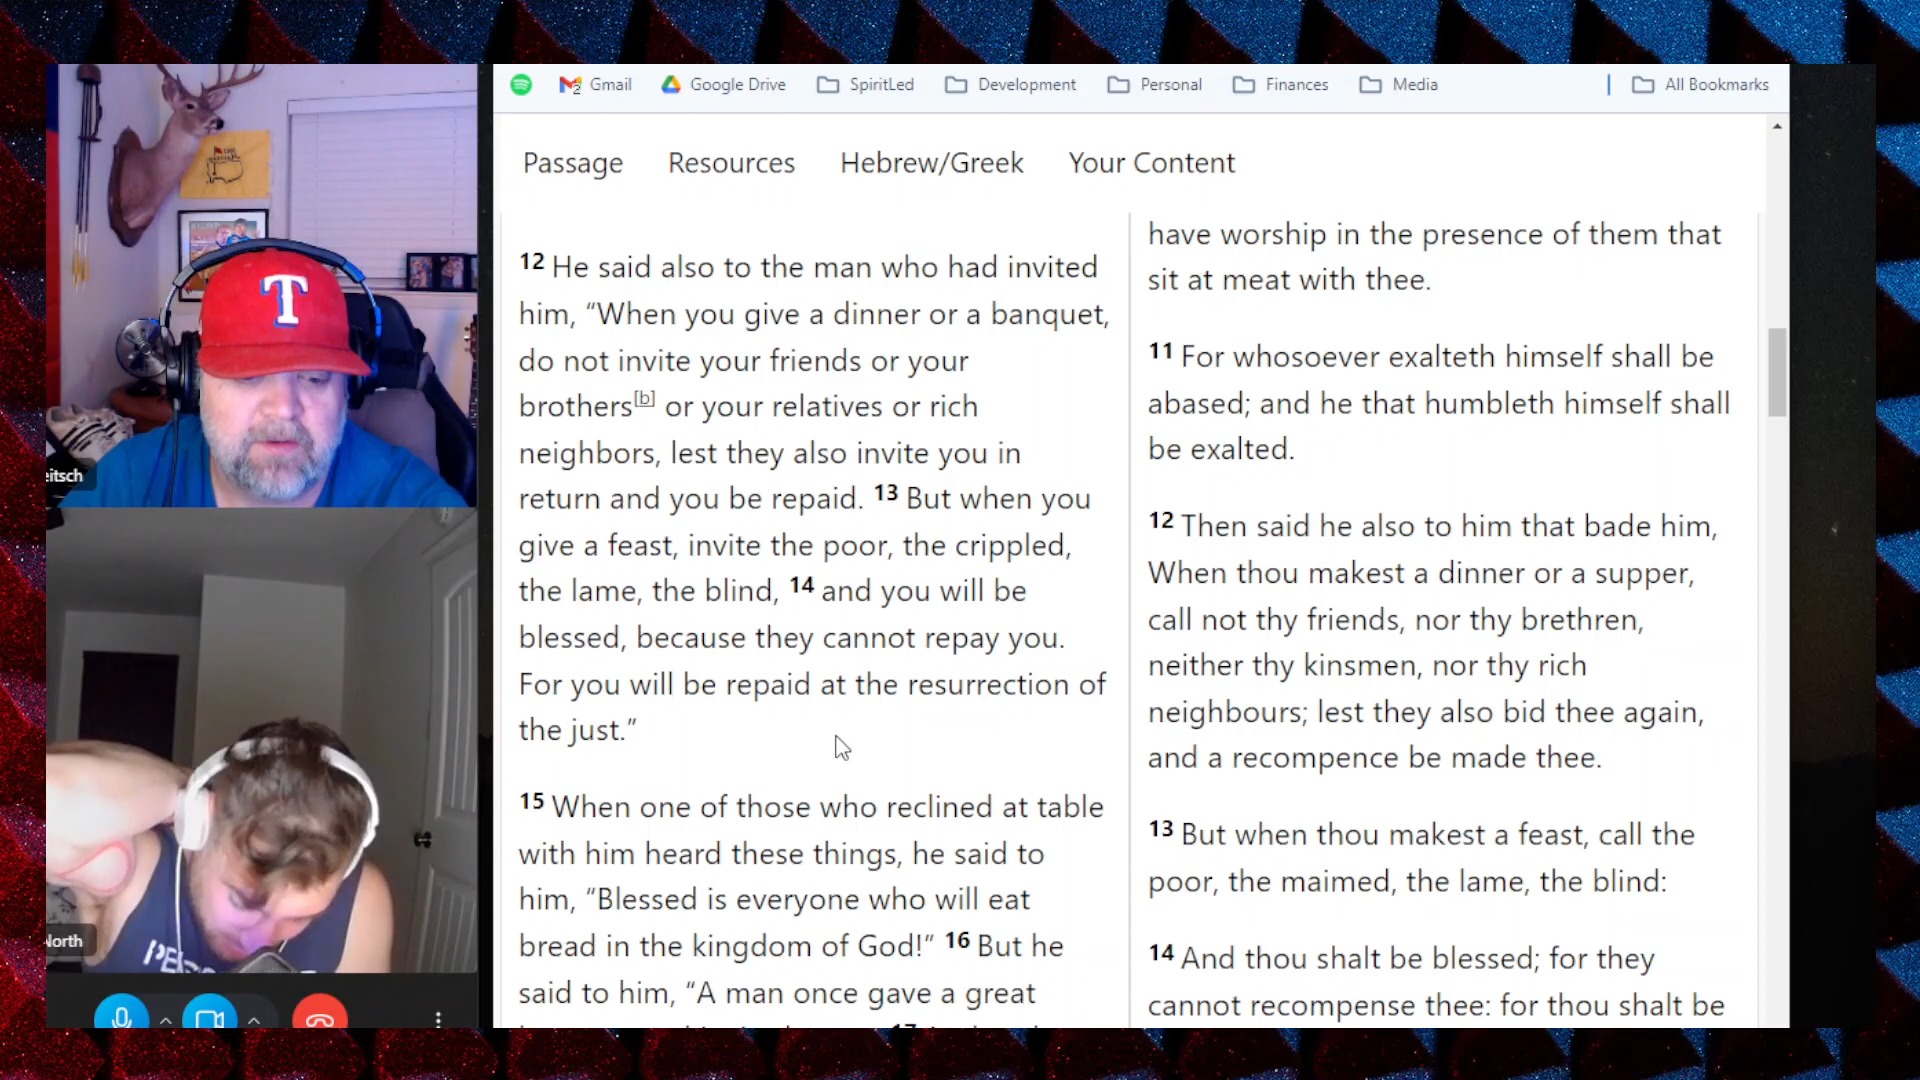 Gmail Google Drive SpiritLed Development Personal Finances Media All Bookmarks
Passage Resources Hebrew/Greek Your Content
12 He said also to the man who had invited
him, “When you give a dinner or a banquet,
do not invite your friends or your
brothers[b] or your relatives or rich
neighbors, lest they also invite you in
return and you be repaid. 13 But when you
give a feast, invite the poor, the crippled,
the lame, the blind, 14 and you will be
blessed, because they cannot repay you.
For you will be repaid at the resurrection of
the just.”
15 When one of those who reclined at table
with him heard these things, he said to
him, “Blessed is everyone who will eat
bread in the kingdom of God!” 16 But he
said to him, “A man once gave a great
have worship in the presence of them that
sit at meat with thee.
11 For whosoever exalteth himself shall be
abased; and he that humbleth himself shall
be exalted.
12 Then said he also to him that bade him,
When thou makest a dinner or a supper,
call not thy friends, nor thy brethren,
neither thy kinsmen, nor thy rich
neighbours; lest they also bid thee again,
and a recompence be made thee.
13 But when thou makest a feast, call the
poor, the maimed, the lame, the blind:
14 And thou shalt be blessed; for they
cannot recompense thee: for thou shalt be
T
eitsch
North